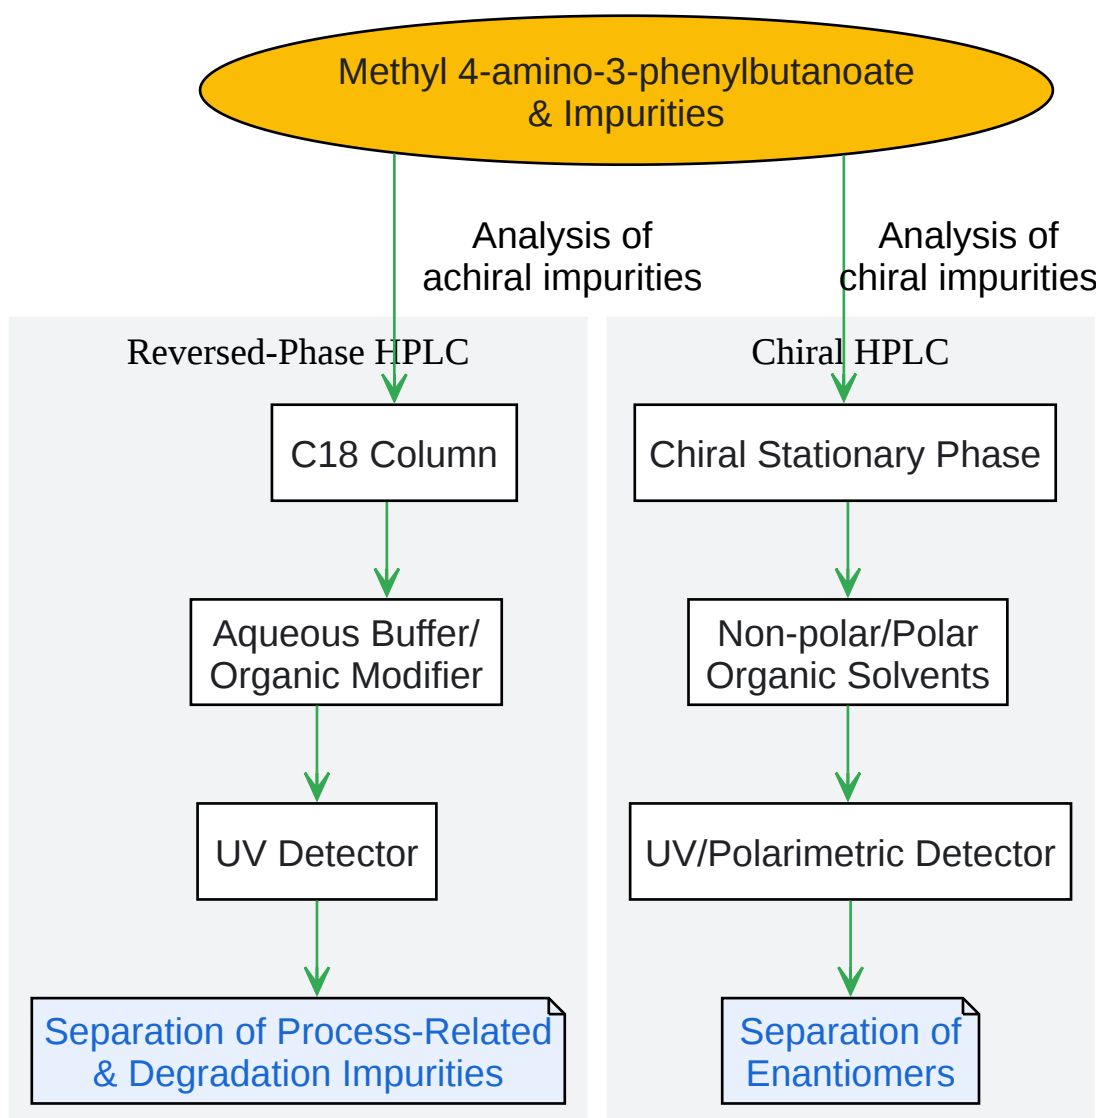 Methyl 4-amino-3-phenylbutanoate
& Impurities
Analysis of
achiral impurities
Analysis of
chiral impurities
Reversed-Phase HPLC
C18 Column
Aqueous Buffer/
Organic Modifier
UV Detector
Separation of Process-Related
& Degradation Impurities
Chiral HPLC
Chiral Stationary Phase
Non-polar/Polar
Organic Solvents
UV/Polarimetric Detector
Separation of
Enantiomers